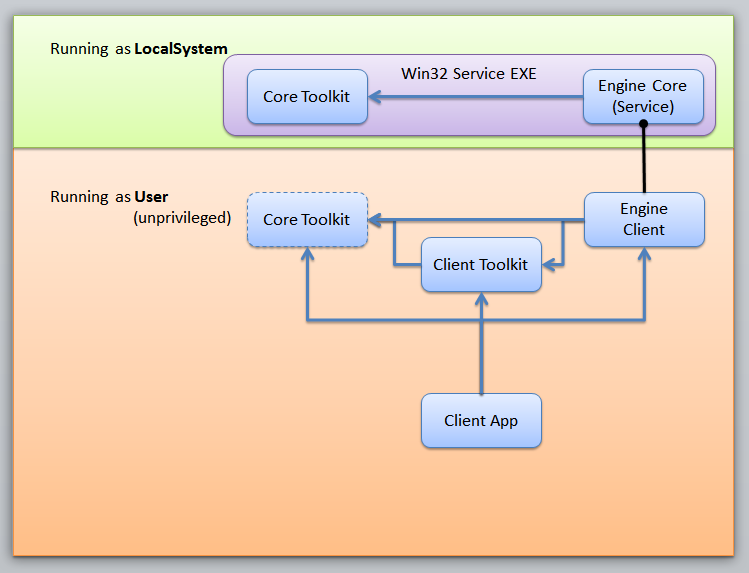 Running as LocalSystem
Win32 Service EXE
Core Toolkit
Engine Core
(Service)
Running as User
(unprivileged)
Core Toolkit
Engine
Client
Client Toolkit
Client App